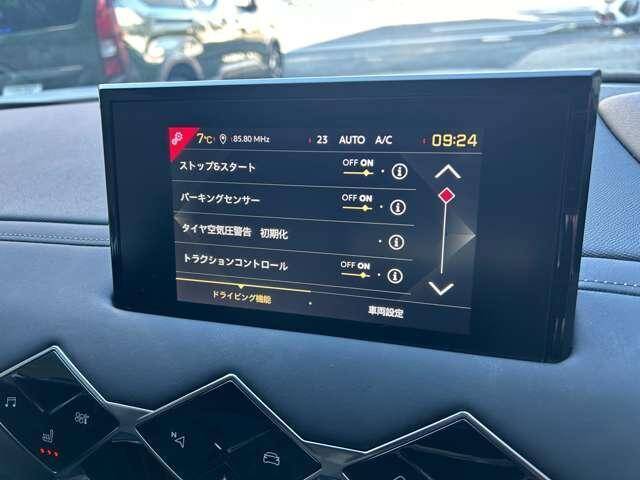 7℃ 85.80 MHz 23 AUTO A/C 09:24
ストップ&スタート OFF ON i
パーキングセンサー OFF ON i
タイヤ空気圧警告 初期化 i
トラクションコントロール OFF ON i
ドライビング機能 車両設定
N